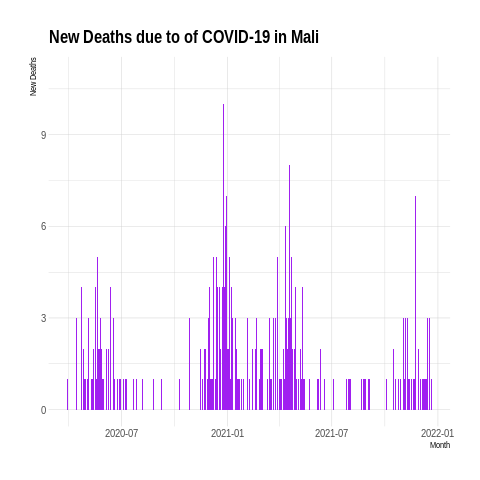 New Deaths due to of COVID-19 in Mali
New Deaths
9
6
3
0
2020-07 2021-01 2021-07 2022-01
Month